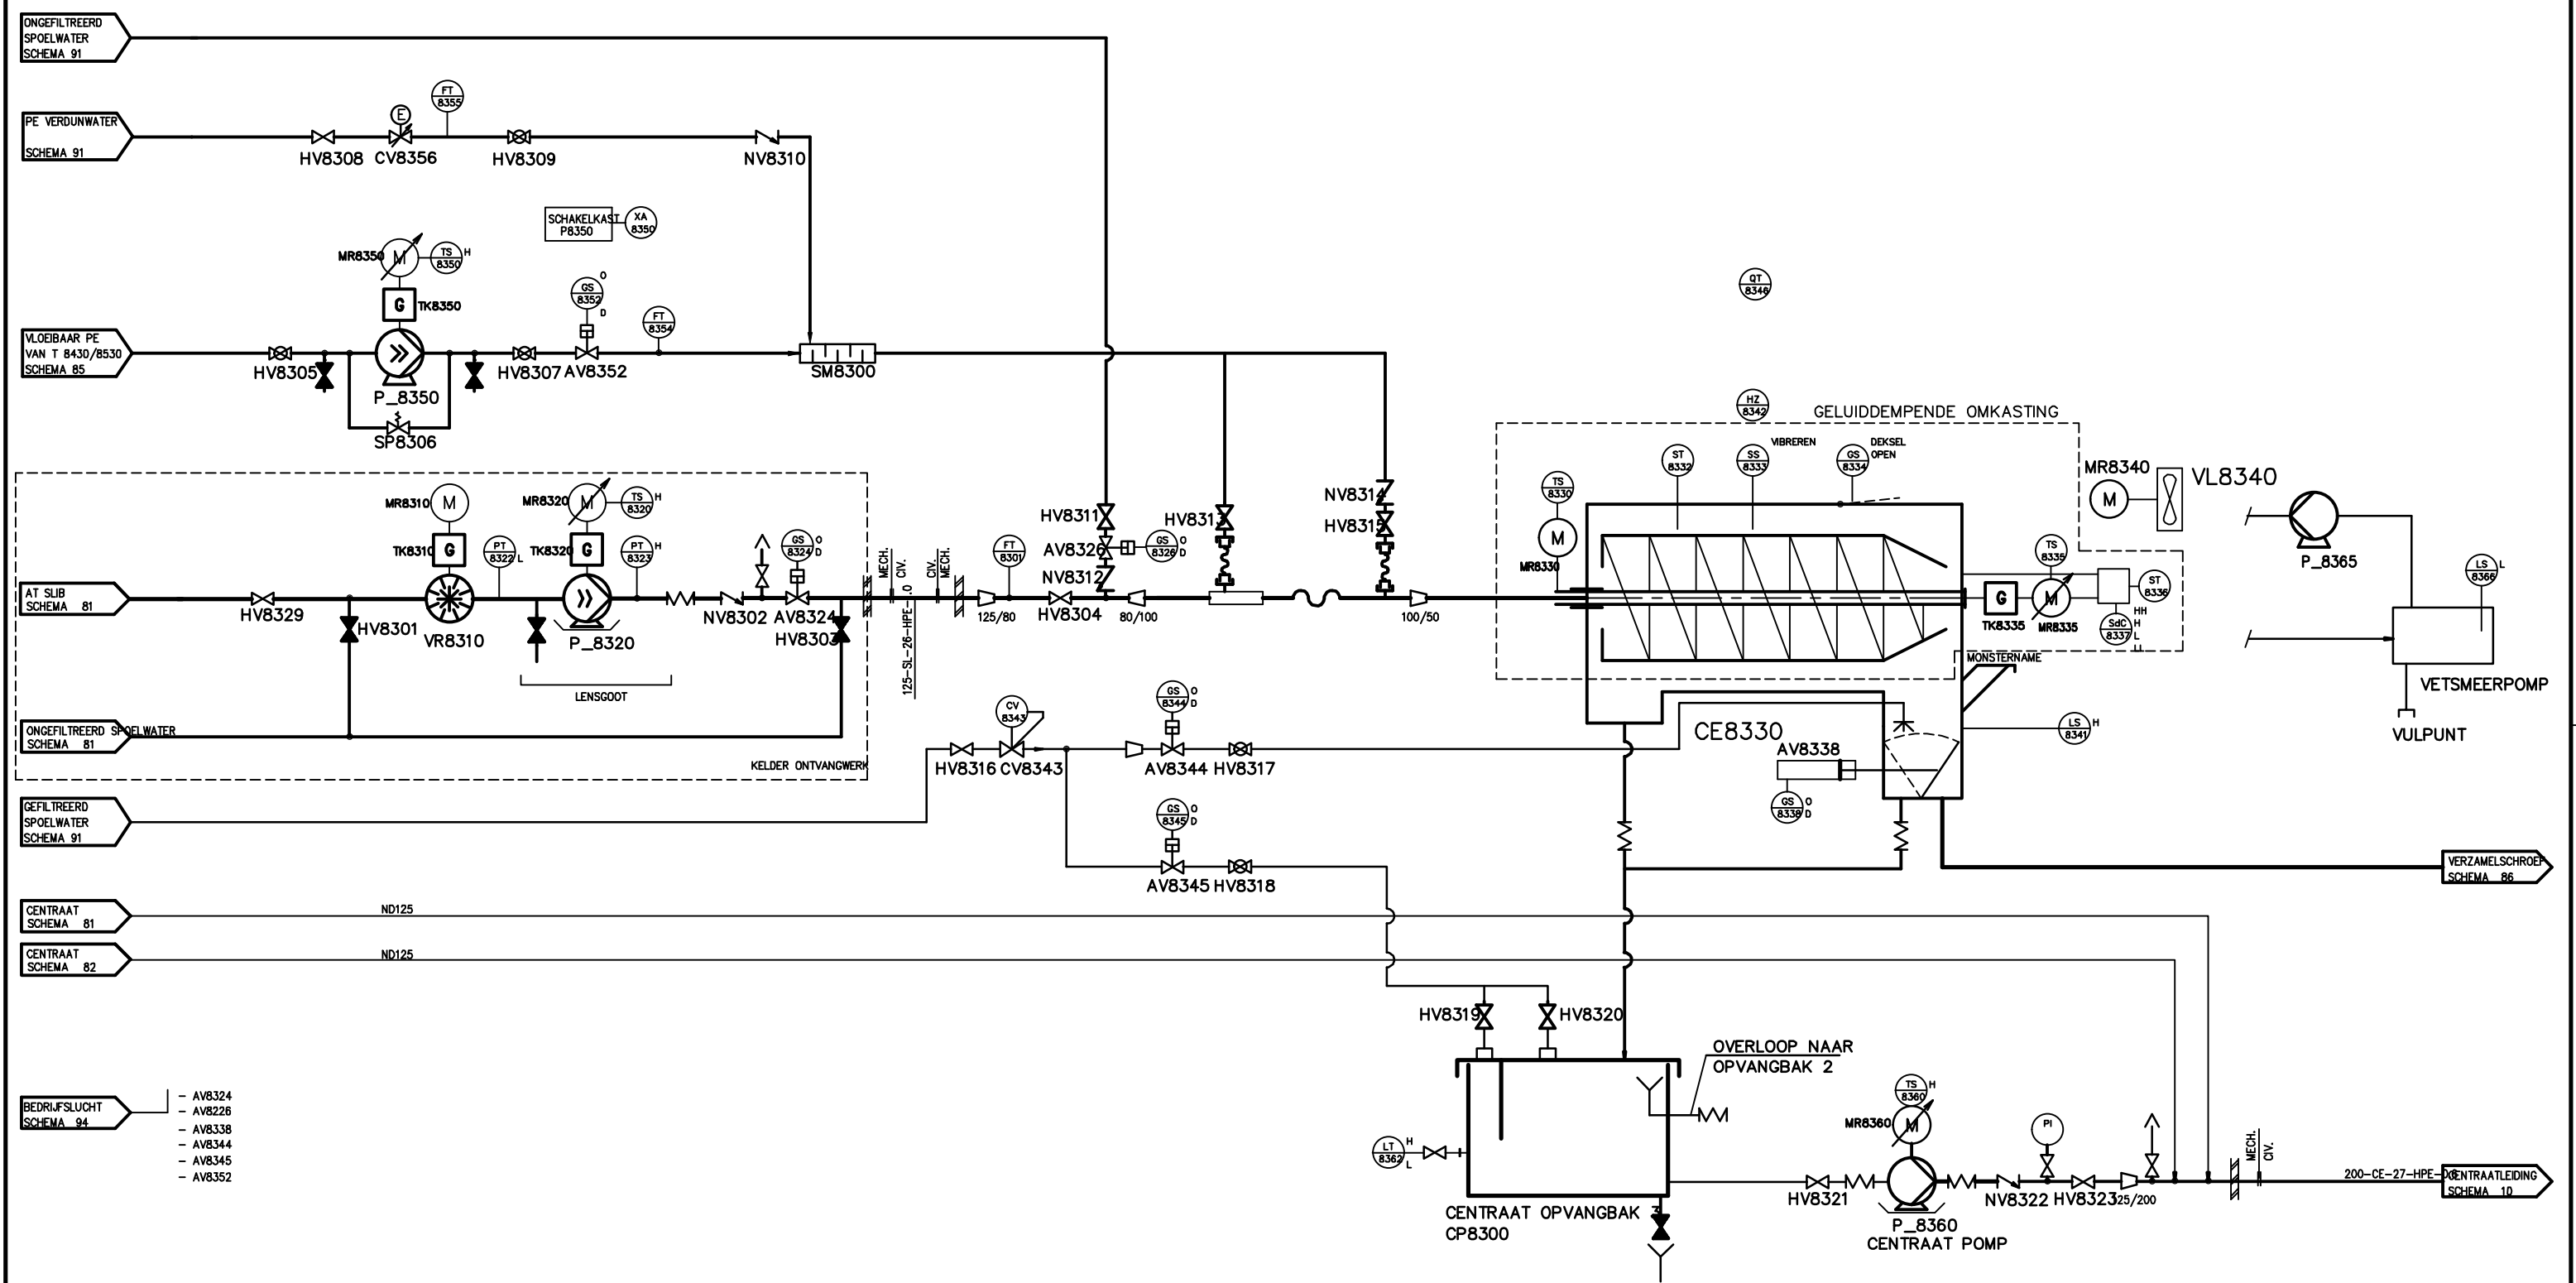 ONGEFILTREERD
SPOELWATER
SCHEMA 91
PE VERDUNWATER
SCHEMA 91
HV8308
E
CV8356
FT
8355
HV8309
NV8310
SCHAKELKAST
P8350
XA
8350
MR8350
M
TS
8350
H
G
TK8350
GS
8352
O
D
FT
8354
VLOEIBAAR PE
VAN T 8430/8530
SCHEMA 85
HV8305
P_8350
SP8306
HV8307
AV8352
SM8300
QT
8346
HZ
8342
GELUIDDEMPENDE OMKASTING
ST
8332
SS
8333
VIBREREN
GS
8334
DEKSEL
OPEN
TS
8330
M
MR8330
MR8340
M
VL8340
P_8365
LS
8366
L
VETSMEERPOMP
VULPUNT
MR8310
M
TK8310
G
PT
8322
L
MR8320
M
TS
8320
H
TK8320
G
PT
8323
H
GS
8324
O
D
MECH.
CIV.
CIV.
MECH.
FT
8301
HV8311
AV8326
GS
8326
O
D
NV8312
HV8313
NV8314
HV8315
AT SLIB
SCHEMA 81
HV8329
HV8301
VR8310
P_8320
NV8302
AV8324
HV8303
LENSGOOT
125/80
HV8304
80/100
100/50
TS
8335
G
TK8335
M
MR8335
ST
8336
SdC
8337
HH
H
L
LL
MONSTERNAME
ONGEFILTREERD SPOELWATER
SCHEMA 81
KELDER ONTVANGWERK
CV
8343
HV8316
CV8343
GS
8344
O
D
AV8344
HV8317
CE8330
AV8338
GS
8338
O
D
LS
8341
H
GEFILTREERD
SPOELWATER
SCHEMA 91
GS
8345
O
D
AV8345
HV8318
VERZAMELSCHROEF
SCHEMA 86
CENTRAAT
SCHEMA 81
ND125
CENTRAAT
SCHEMA 82
ND125
HV8319
HV8320
OVERLOOP NAAR
OPVANGBAK 2
BEDRIJFSLUCHT
SCHEMA 94
- AV8324
- AV8226
- AV8338
- AV8344
- AV8345
- AV8352
LT
8362
H
L
CENTRAAT OPVANGBAK
CP8300
HV8321
TS
8360
H
MR8360
M
P_8360
CENTRAAT POMP
NV8322
PI
HV8323
25/200
MECH.
CIV.
200-CE-27-HPE-
CENTRAATLEIDING
SCHEMA 10